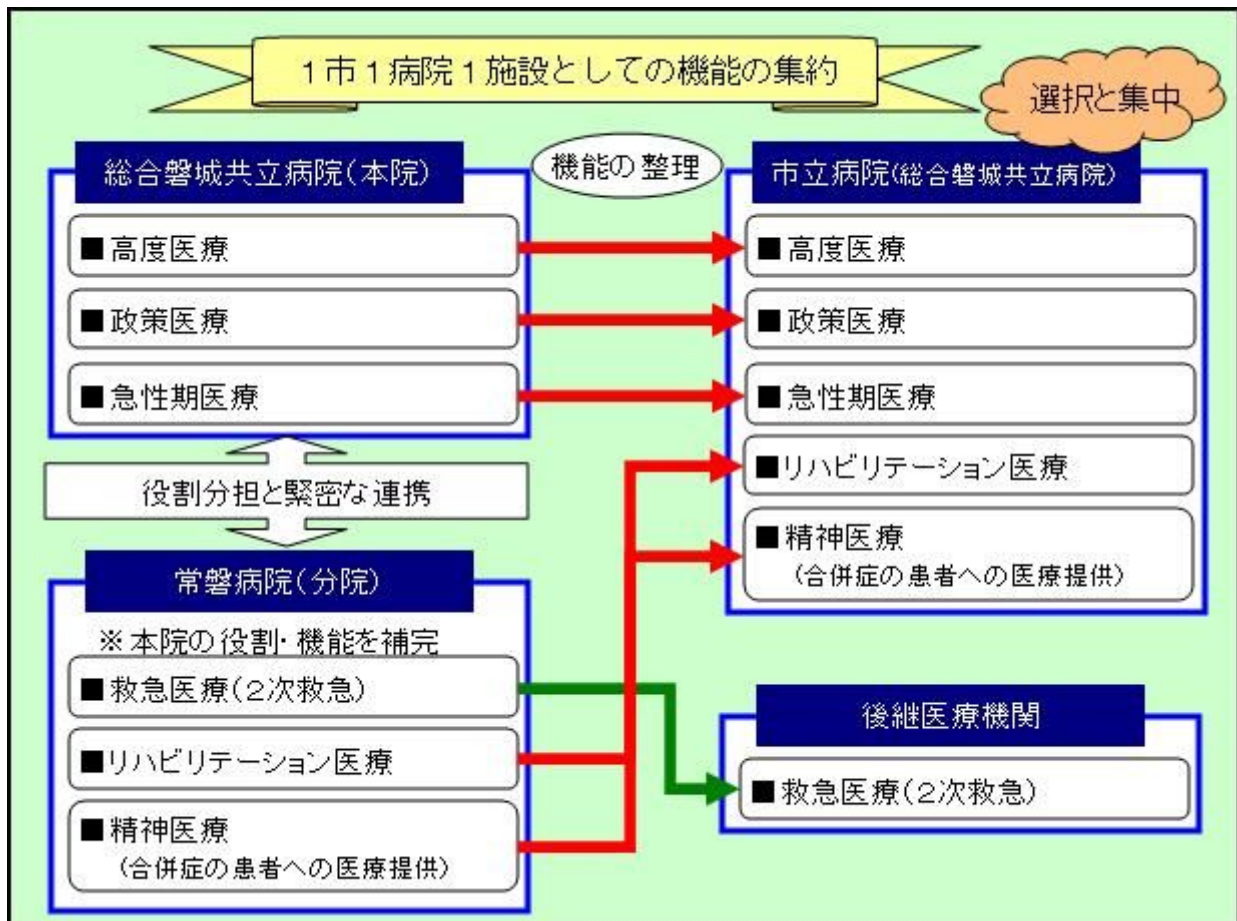 1市1病院1施設としての機能の集約
選択と集中
総合磐城共立病院(本院)
■高度医療
■政策医療
■急性期医療
機能の整理
市立病院(総合磐城共立病院)
■高度医療
■政策医療
■急性期医療
■リハビリテーション医療
■精神医療
(合併症の患者への医療提供)
役割分担と緊密な連携
常磐病院(分院)
※本院の役割・機能を補完
■救急医療(2次救急)
■リハビリテーション医療
■精神医療
(合併症の患者への医療提供)
後継医療機関
■救急医療(2次救急)